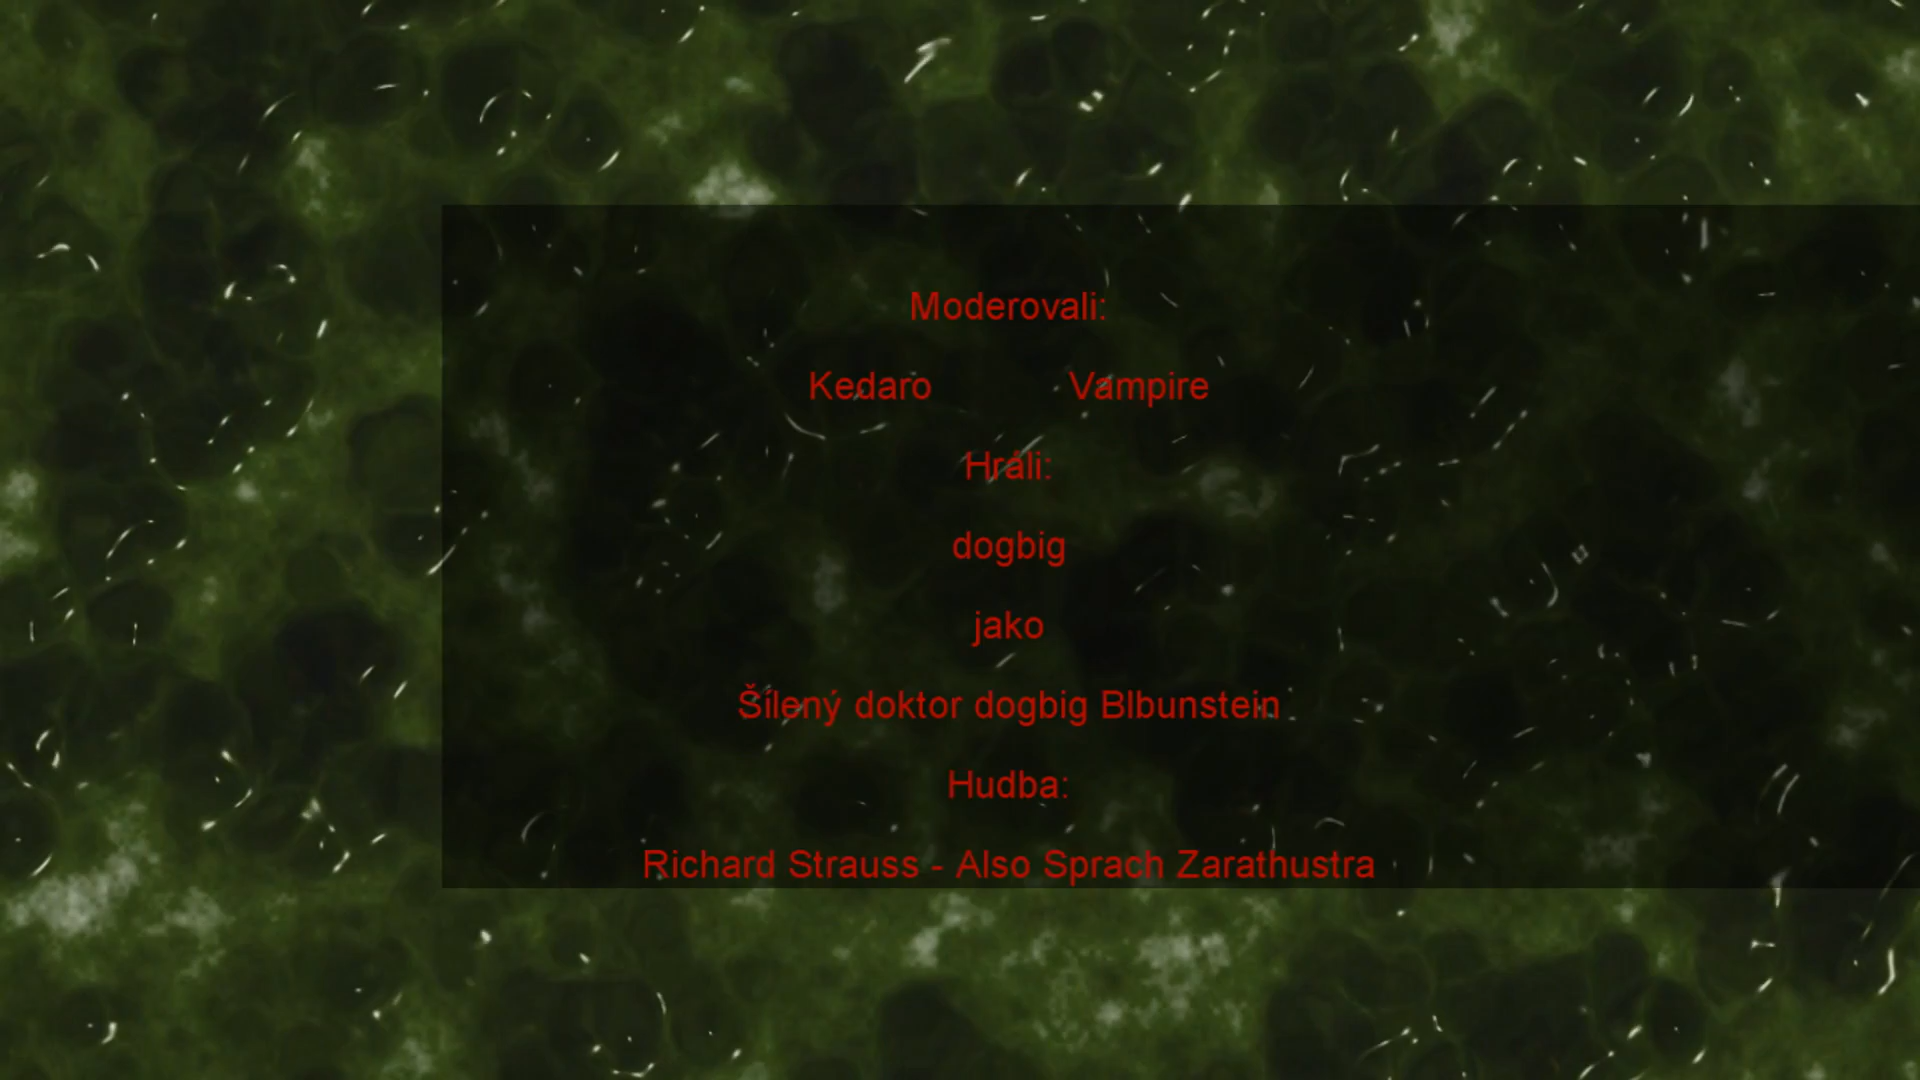 Moderovali:
Kedaro Vampire
Hráli:
dogbig
jako
Šílený doktor dogbig Blbunstein
Hudba:
Richard Strauss - Also Sprach Zarathustra